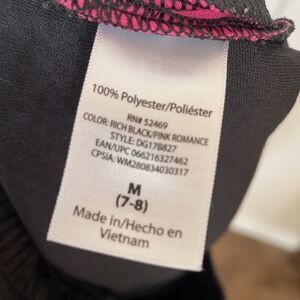 100% Polyester/Poliéster
RN# 52469
COLOR: RICH BLACK/PINK ROMANCE
STYLE: DG17B827
EAN/UPC 066216327462
CPSIA: WM280834030317
M
(7-8)
Made in/Hecho en
Vietnam